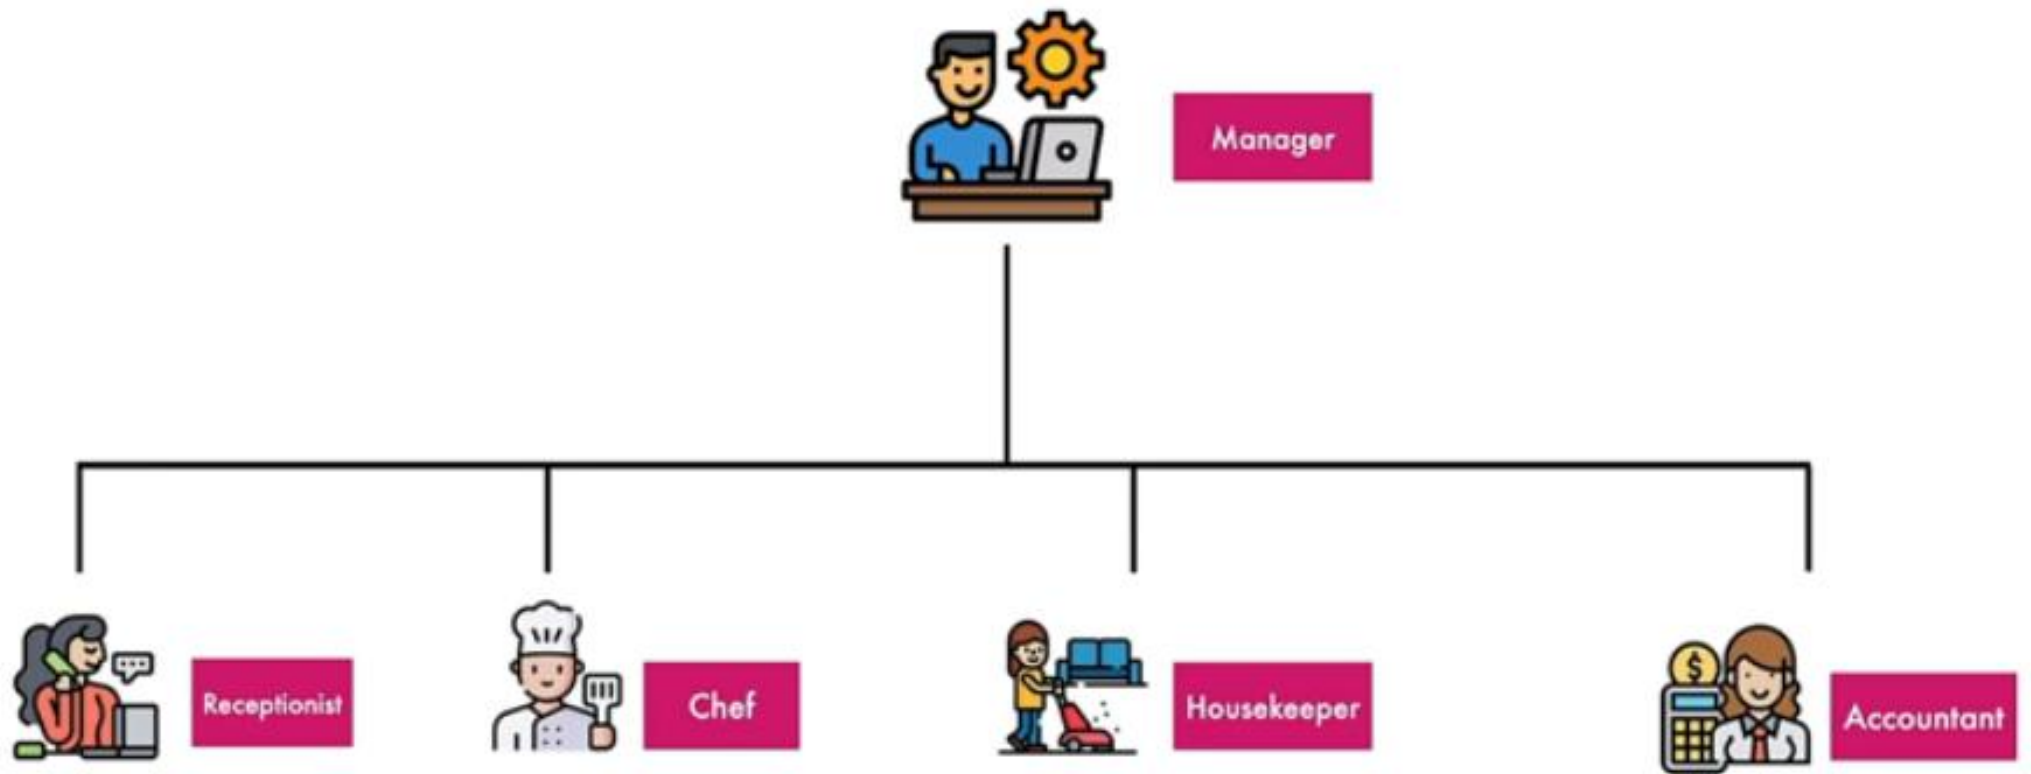 Manager
Receptionist
Chef
Housekeeper
Accountant